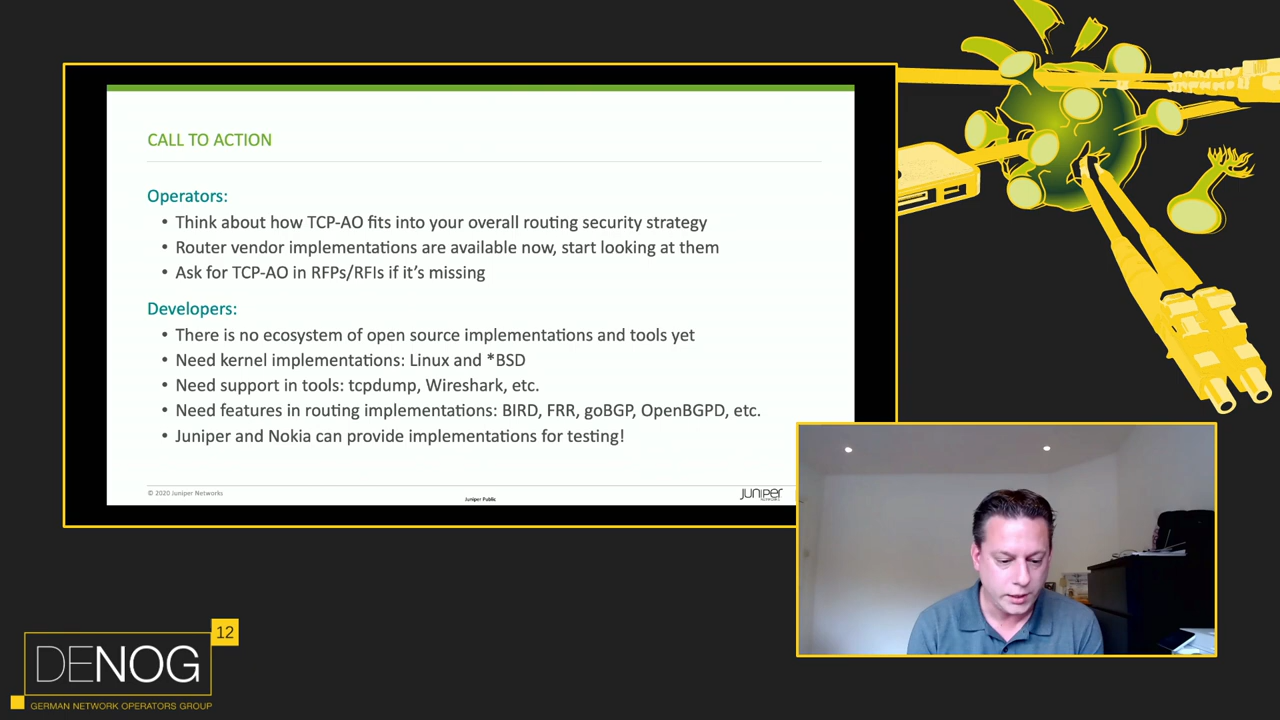 CALL TO ACTION
Operators:
• Think about how TCP-AO fits into your overall routing security strategy
• Router vendor implementations are available now, start looking at them
• Ask for TCP-AO in RFPs/RFIs if it's missing
Developers:
• There is no ecosystem of open source implementations and tools yet
• Need kernel implementations: Linux and *BSD
• Need support in tools: tcpdump, Wireshark, etc.
• Need features in routing implementations: BIRD, FRR, goBGP, OpenBGPD, etc.
• Juniper and Nokia can provide implementations for testing!
© 2020 Juniper Networks
Juniper Public
JUNIPER
NETWORKS
12
DENOG
GERMAN NETWORK OPERATORS GROUP